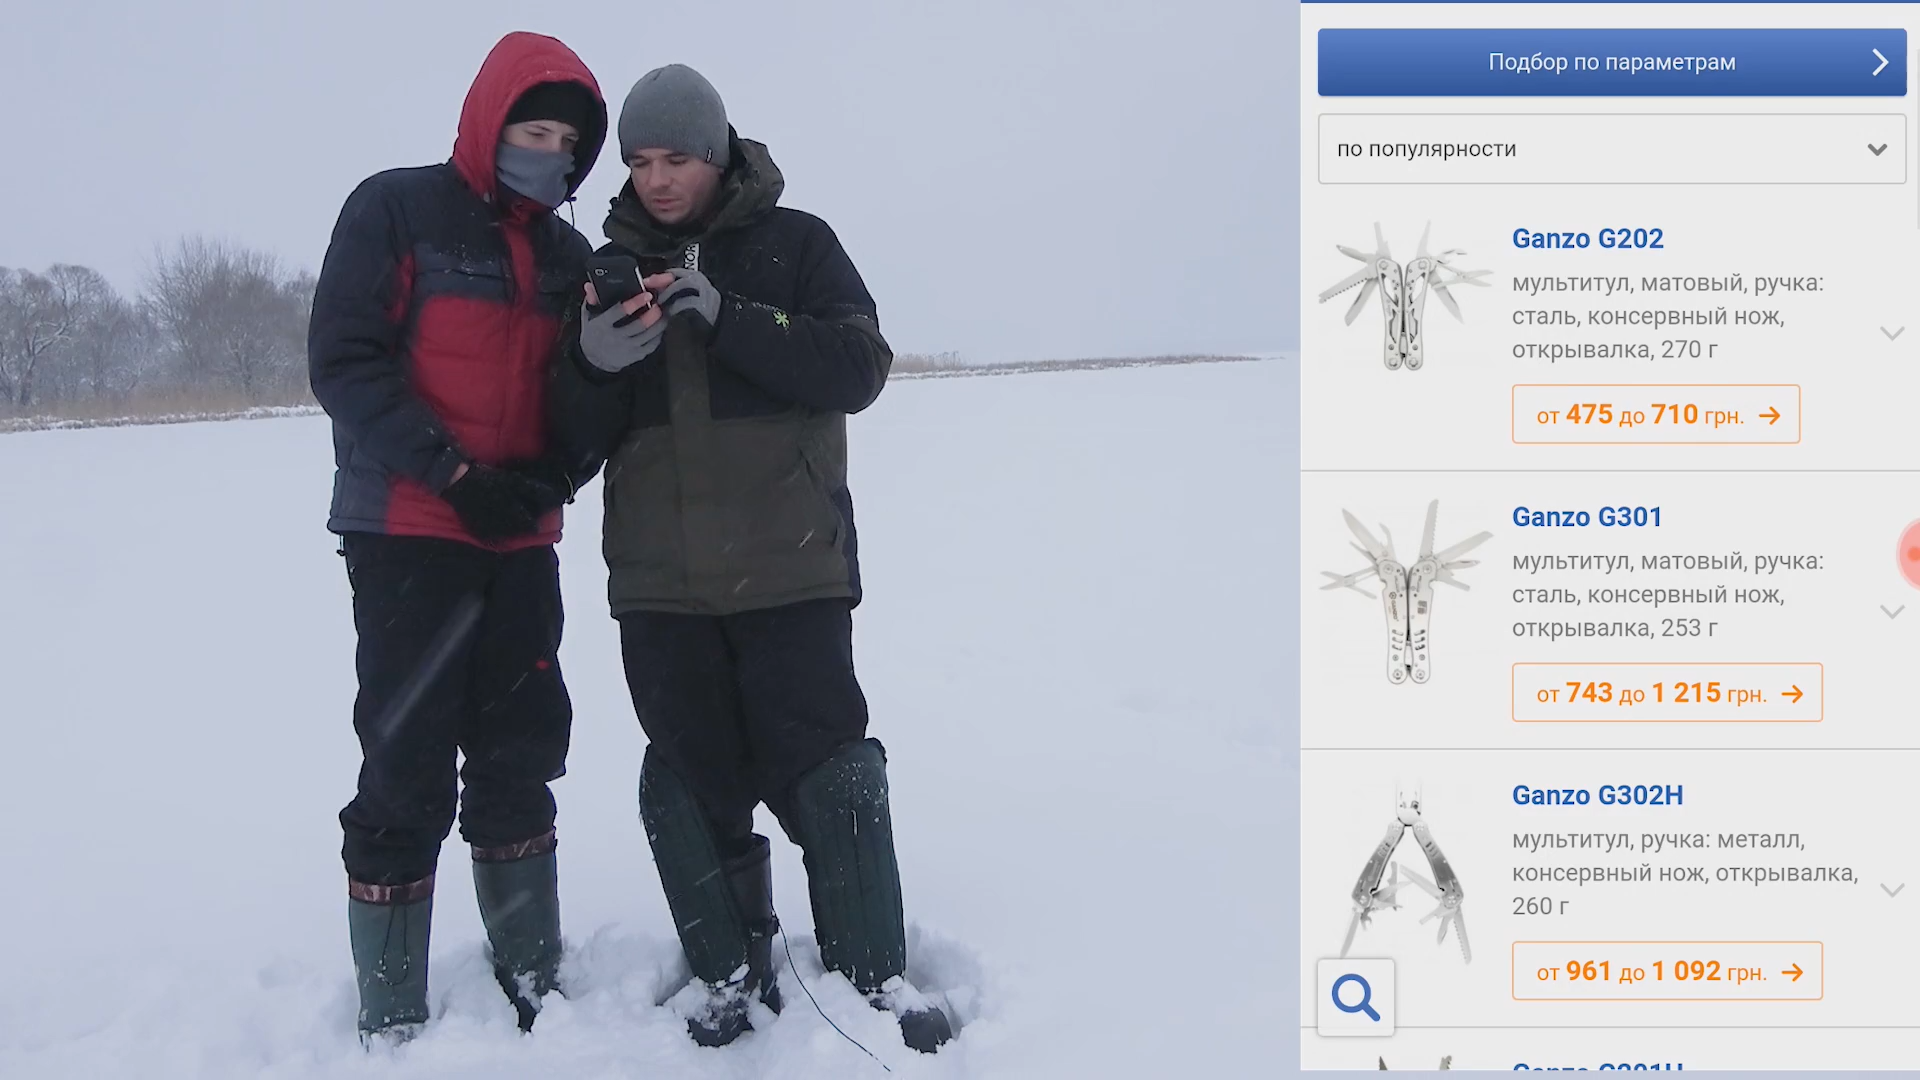 Подбор по параметрам
по популярности
Ganzo G202
мультитул, матовый, ручка:
сталь, консервный нож,
открывалка, 270 г
от 475 до 710 грн.
Ganzo G301
мультитул, матовый, ручка:
сталь, консервный нож,
открывалка, 253 г
от 743 до 1 215 грн.
Ganzo G302H
мультитул, ручка: металл,
консервный нож, открывалка,
260 г
от 961 до 1 092 грн.
NOR